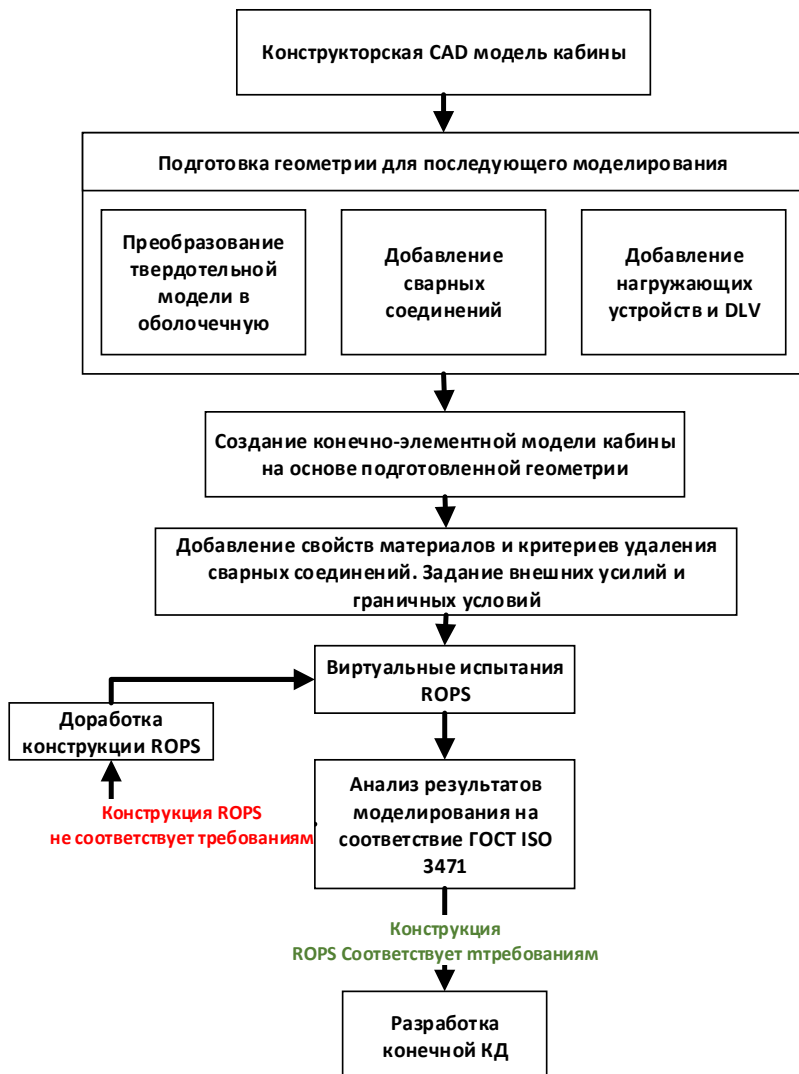 Конструкторская CAD модель кабины
Подготовка геометрии для последующего моделирования
Преобразование
твердотельной
модели в
оболочечную
Добавление
сварных
соединений
Добавление
нагружающих
устройств и DLV
Создание конечно-элементной модели кабины
на основе подготовленной геометрии
Добавление свойств материалов и критериев удаления
сварных соединений. Задание внешних усилий и
граничных условий
Виртуальные испытания
ROPS
Доработка
конструкции ROPS
Конструкция ROPS
не соответствует требованиям
Анализ результатов
моделирования на
соответствие ГОСТ ISO
3471
Конструкция
ROPS Соответствует mтребованиям
Разработка
конечной КД